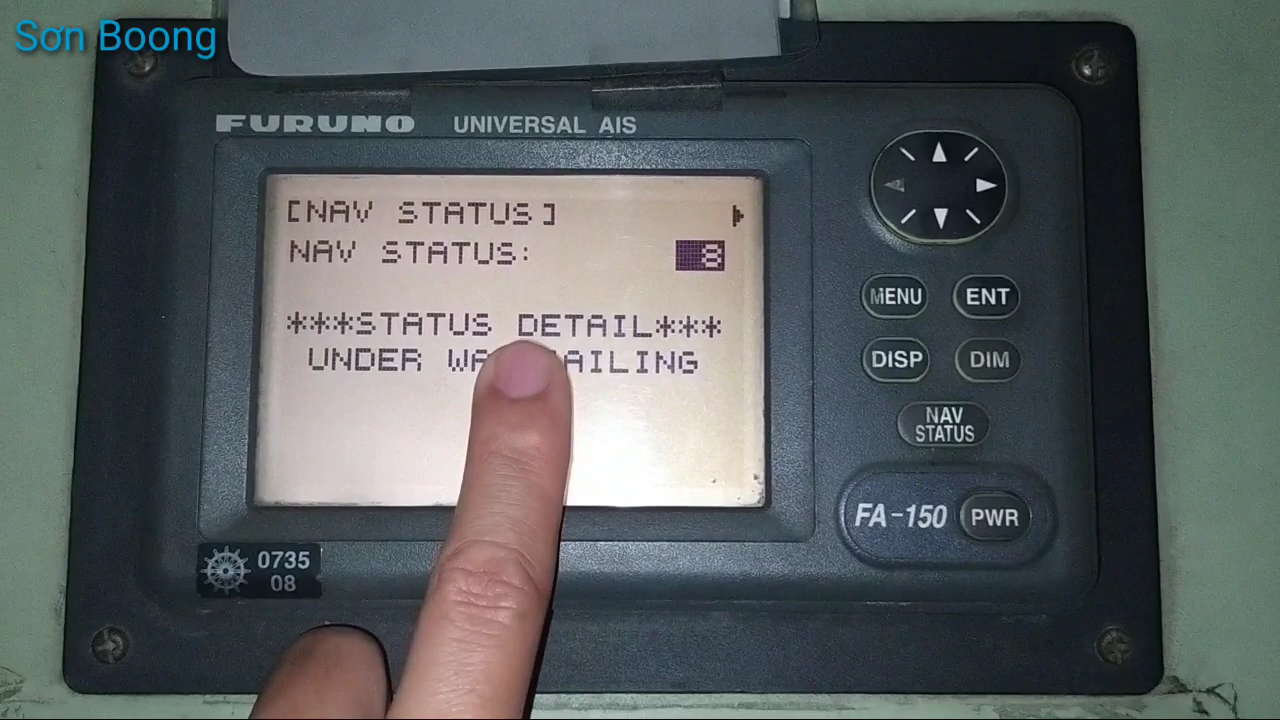 Sơn Boong
FURUNO UNIVERSAL AIS
[NAV STATUS]
NAV STATUS: 8
***STATUS DETAIL***
UNDER AILING
MENU ENT
DISP DIM
NAV
STATUS
FA-150 PWR
0735
08